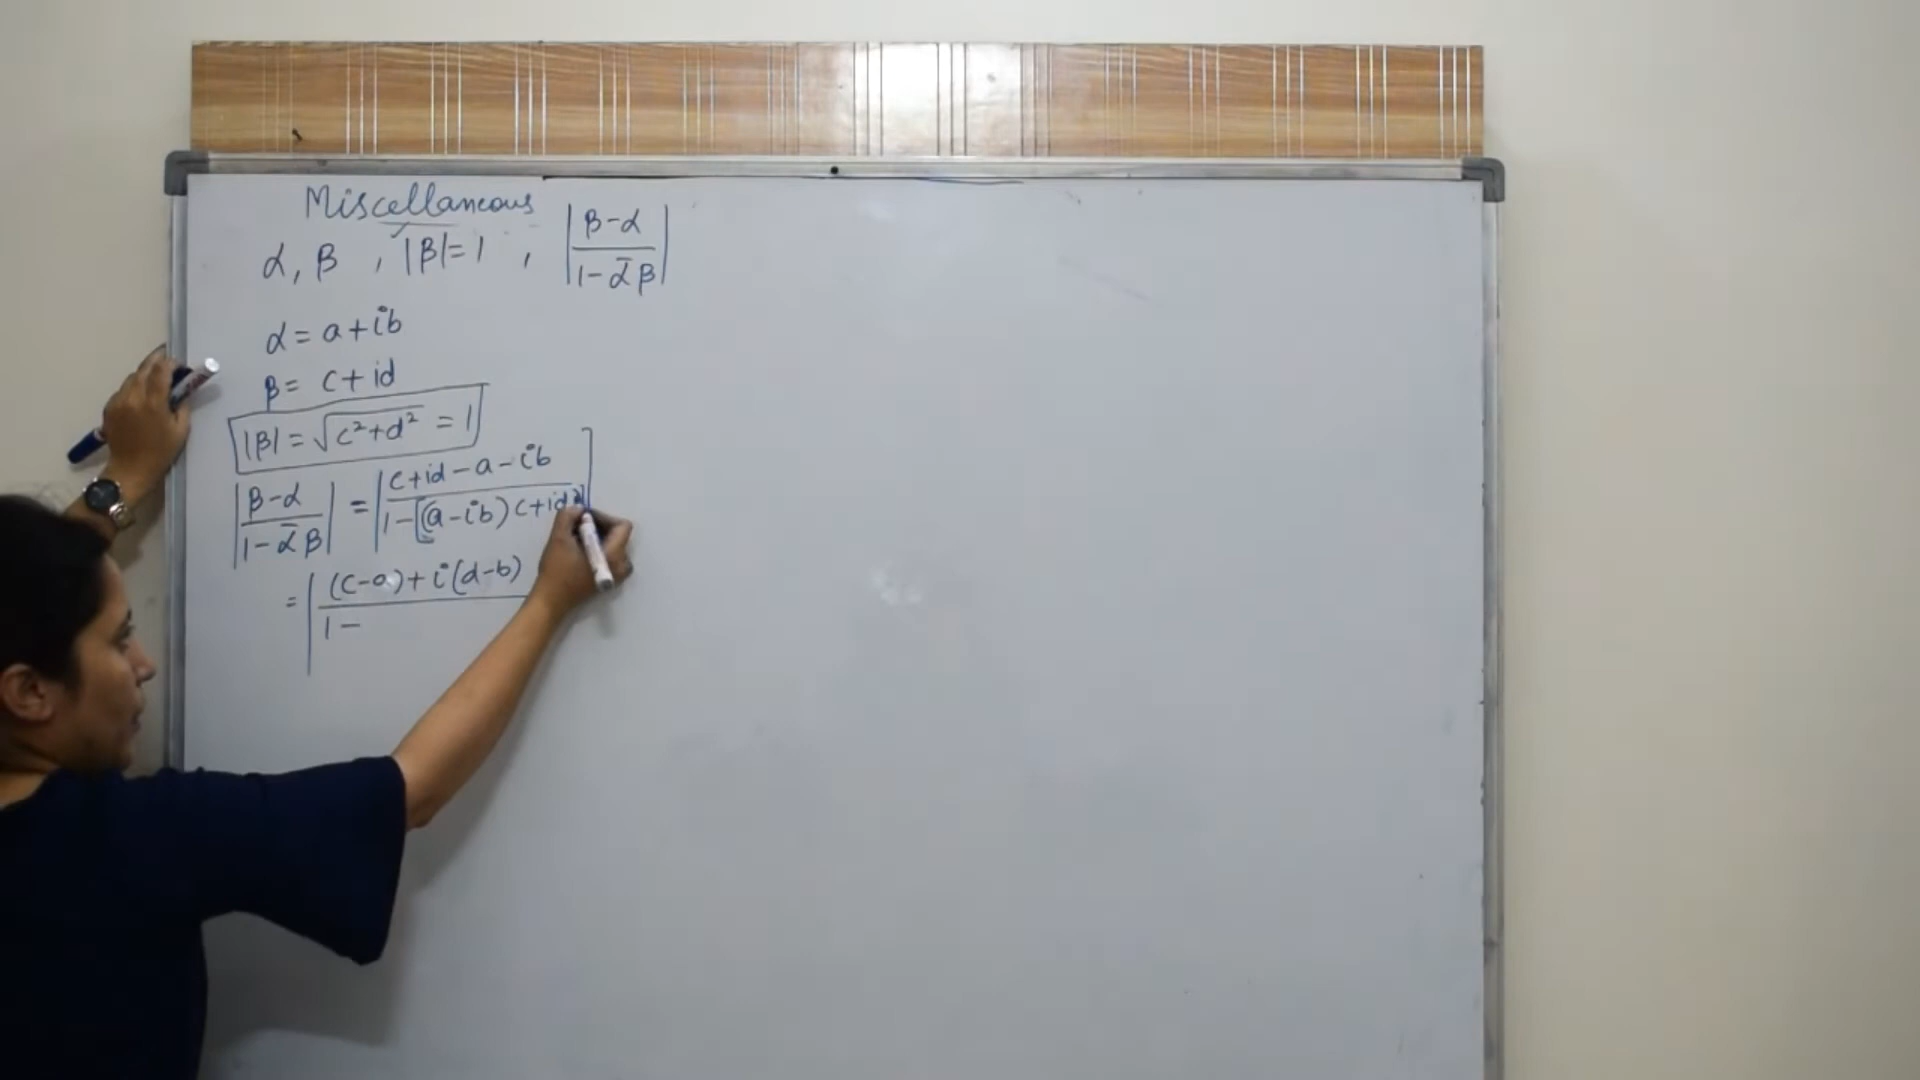 Miscellaneous
α, β , |β|=1 , |β-α / 1-ᾱβ|
α = a+ib
β = c+id
|β| = √c²+d² = 1
|β-α / 1-ᾱβ| = |c+id-a-ib / 1-[(a-ib)(c+id)]|
= |(c-a)+i(d-b) / 1-